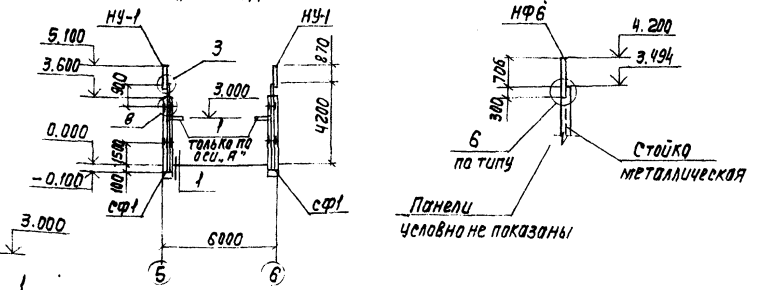 НУ-1
НУ-1
5.100
3
870
3.600
900
3.000
в
1
4200
только по
оси „А"
0.000
1500
-0.100
100
1
СФ1
СФ1
3.000
6000
1
5
6
НФ6
4.200
3.494
706
300
6
по типу
Стойка
металлическая
Панели
условно не показаны